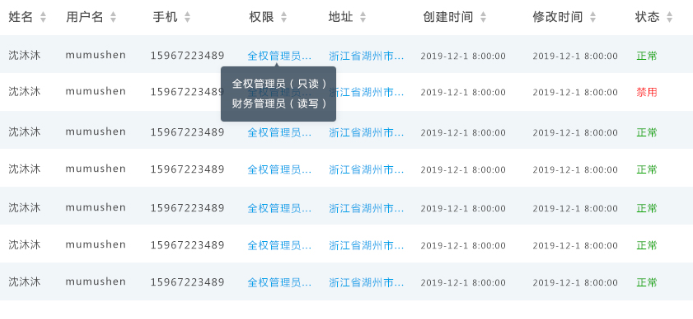 姓名 用户名 手机 权限 地址 创建时间 修改时间 状态
沈沐沐 mumushen 15967223489 全权管理员... 浙江省湖州市... 2019-12-1 8:00:00 2019-12-1 8:00:00 正常
全权管理员（只读）
财务管理员（读写）
沈沐沐 mumushen 15967223489 浙江省湖州市... 2019-12-1 8:00:00 2019-12-1 8:00:00 禁用
沈沐沐 mumushen 15967223489 全权管理员... 浙江省湖州市... 2019-12-1 8:00:00 2019-12-1 8:00:00 正常
沈沐沐 mumushen 15967223489 全权管理员... 浙江省湖州市... 2019-12-1 8:00:00 2019-12-1 8:00:00 正常
沈沐沐 mumushen 15967223489 全权管理员... 浙江省湖州市... 2019-12-1 8:00:00 2019-12-1 8:00:00 正常
沈沐沐 mumushen 15967223489 全权管理员... 浙江省湖州市... 2019-12-1 8:00:00 2019-12-1 8:00:00 正常
沈沐沐 mumushen 15967223489 全权管理员... 浙江省湖州市... 2019-12-1 8:00:00 2019-12-1 8:00:00 正常